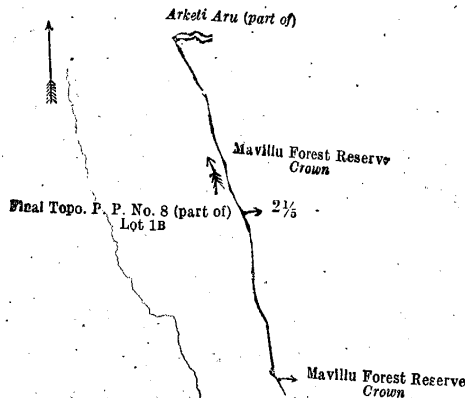 Arketi Aru (part of)
Mavillu Forest Reserve
Crown
Final Topo. P. P. No. 8 (part of)
Lot 1B
2⅕
Mavillu Forest Reserve
Crown